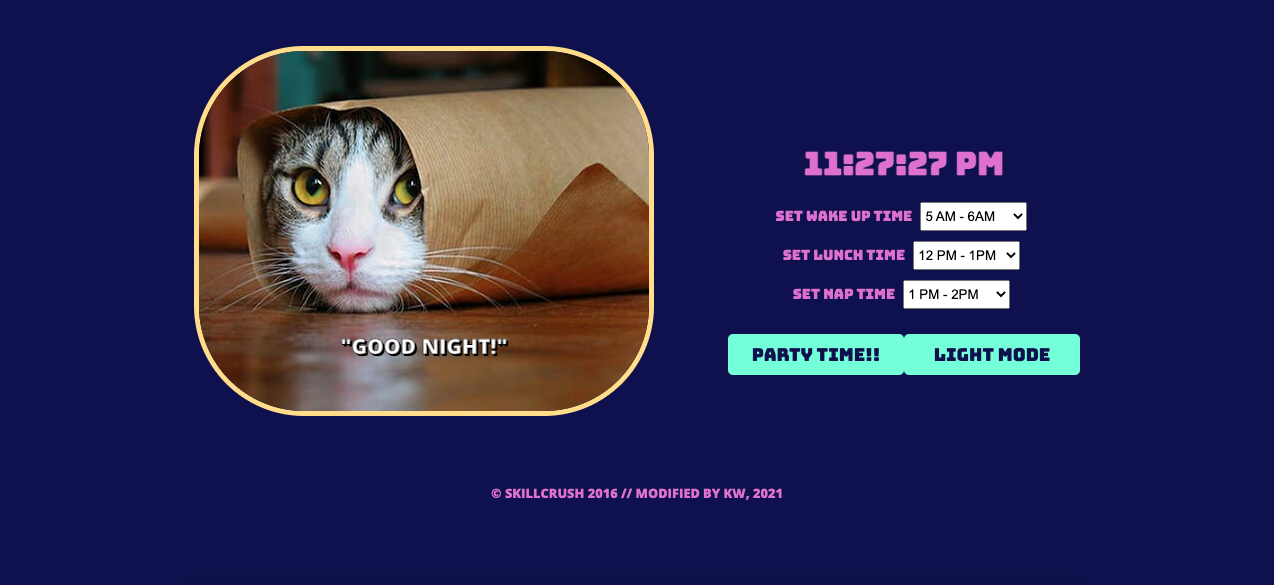 "GOOD NIGHT!"
11:27:27 PM
SET WAKE UP TIME 5 AM - 6AM
SET LUNCH TIME 12 PM - 1PM
SET NAP TIME 1 PM - 2PM
PARTY TIME!! LIGHT MODE
© SKILLCRUSH 2016 // MODIFIED BY KW, 2021